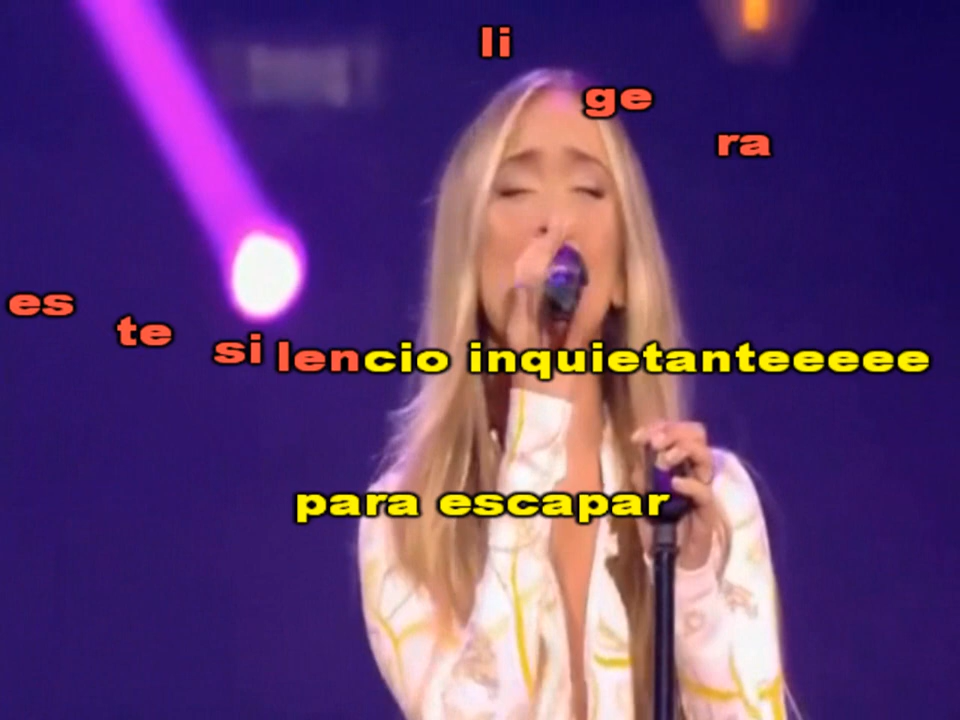 li
ge
ra
es te si lencio inquietanteeeee
para escapar